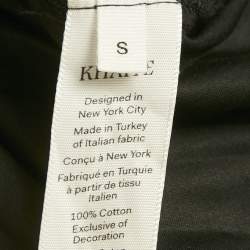 S
KHAITE
Designed in
New York City
Made in Turkey
of Italian fabric
Conçu à New York
Fabriqué en Turquie
à partir de tissu
Italien
100% Cotton
Exclusive of
Decoration